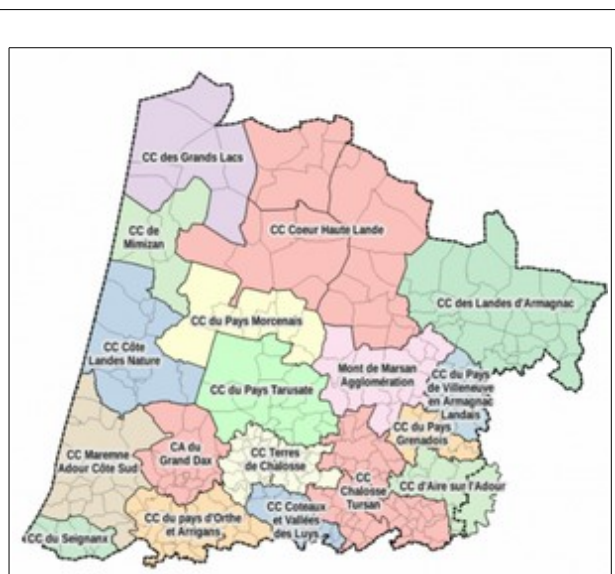 CC des Grands Lacs
CC de
Mimizan
CC Coeur Haute Lande
CC des Landes d'Armagnac
CC du Pays Morcenais
CC Côte
Landes Nature
Mont de Marsan
Agglomération
CC du Pays
de Villeneuve
en Armagnac
Landais
CC du Pays Tarusate
CC du Pays
Grenadois
CC Maremne
Adour Côte Sud
CA du
Grand Dax
CC Terres
de Chalosse
CC
Chalosse
Tursan
CC d'Aire sur l'Adour
CC du Seignanx
CC du pays d'Orthe
et Arrigans
CC Coteaux
et Vallées
des Luys